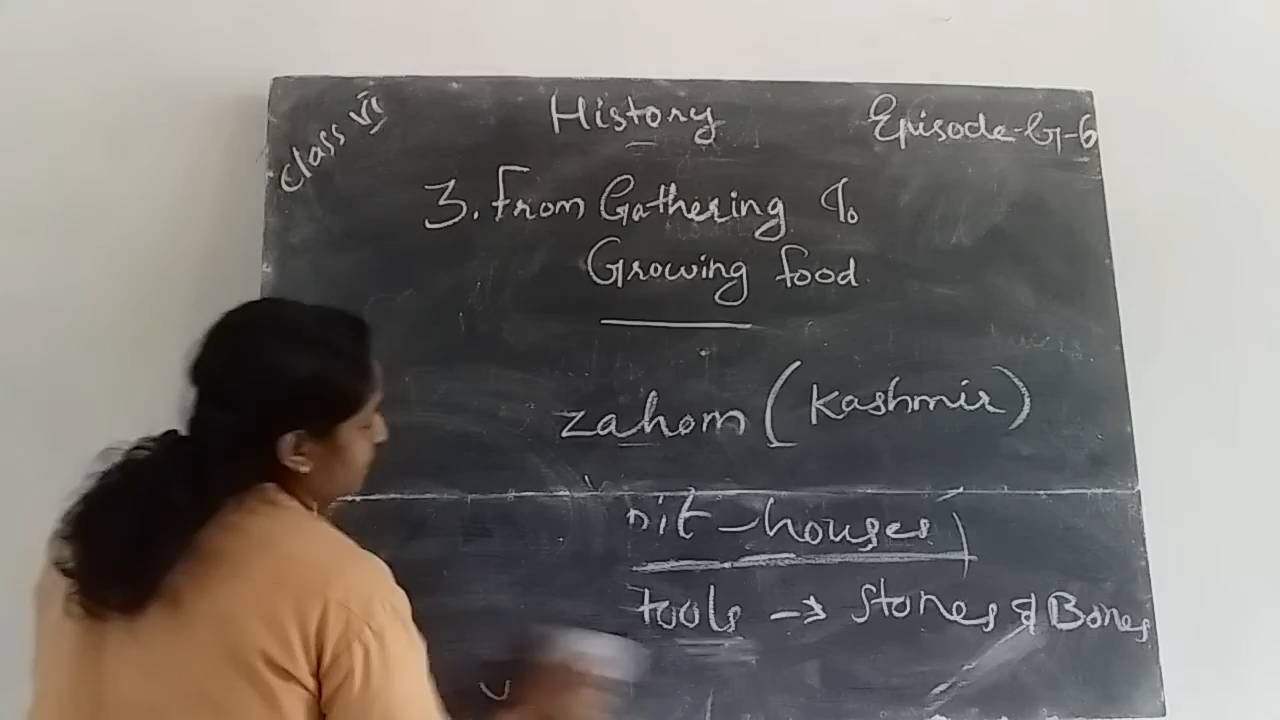 Class VI
History
Episode-G-6
3. From Gathering to
Growing food
zahom (Kashmir)
pit-houses
tools → Stones & Bones